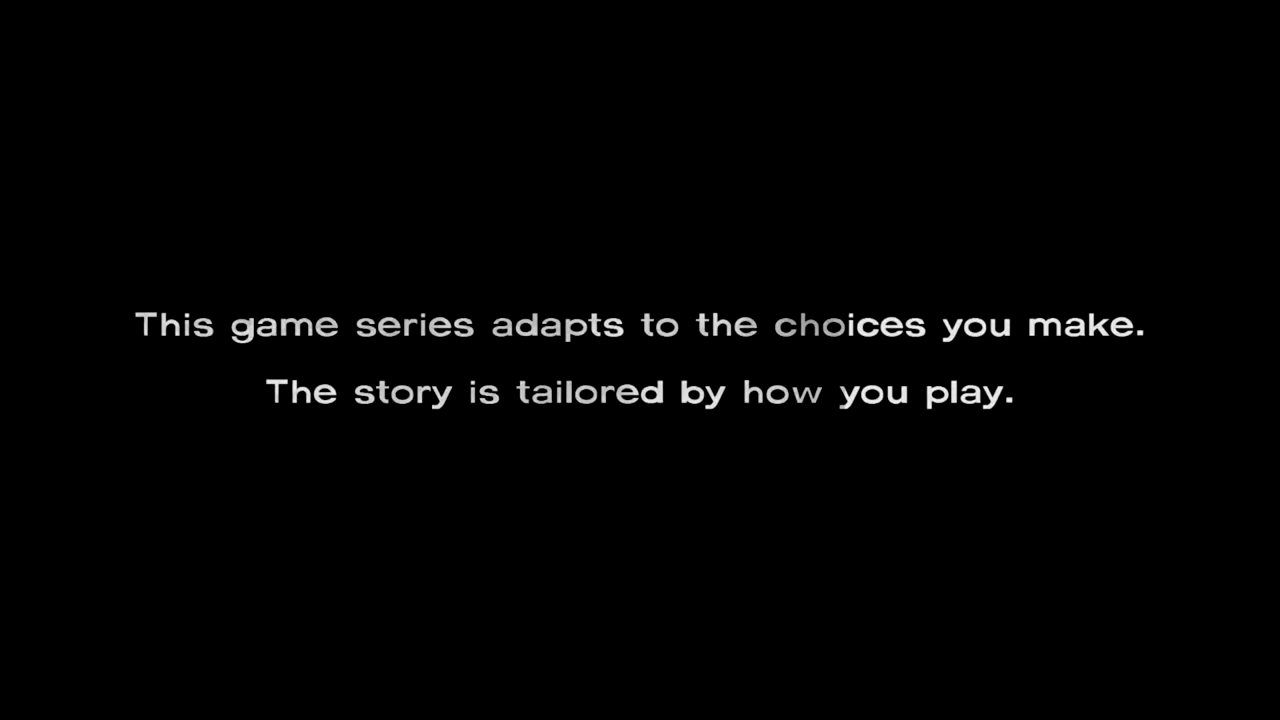 This game series adapts to the choices you make.
The story is tailored by how you play.